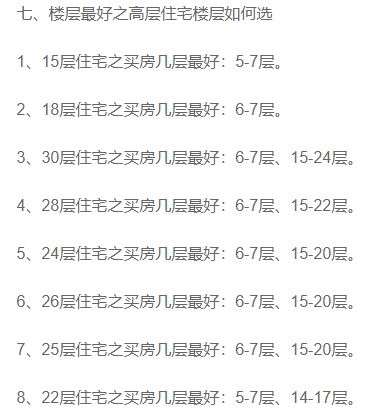 七、楼层最好之高层住宅楼层如何选
1、15层住宅之买房几层最好：5-7层。
2、18层住宅之买房几层最好：6-7层。
3、30层住宅之买房几层最好：6-7层、15-24层。
4、28层住宅之买房几层最好：6-7层、15-22层。
5、24层住宅之买房几层最好：6-7层、15-20层。
6、26层住宅之买房几层最好：6-7层、15-20层。
7、25层住宅之买房几层最好：6-7层、15-20层。
8、22层住宅之买房几层最好：5-7层、14-17层。